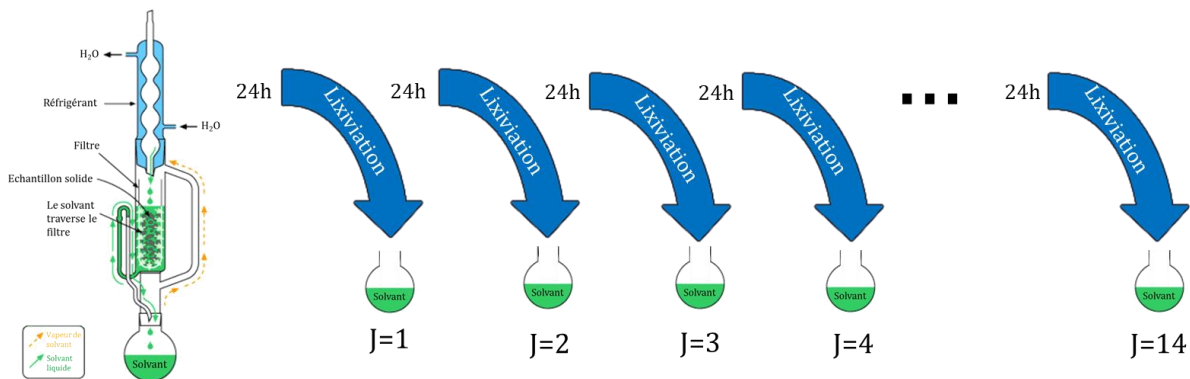 H₂O
Réfrigérant
H₂O
Filtre
Echantillon solide
Le solvant
traverse le
filtre
Vapeur de
solvant
Solvant
liquide
Solvant
24h
Lixiviation
Solvant
J=1
24h
Lixiviation
Solvant
J=2
24h
Lixiviation
Solvant
J=3
24h
Lixiviation
Solvant
J=4
...
24h
Lixiviation
Solvant
J=14